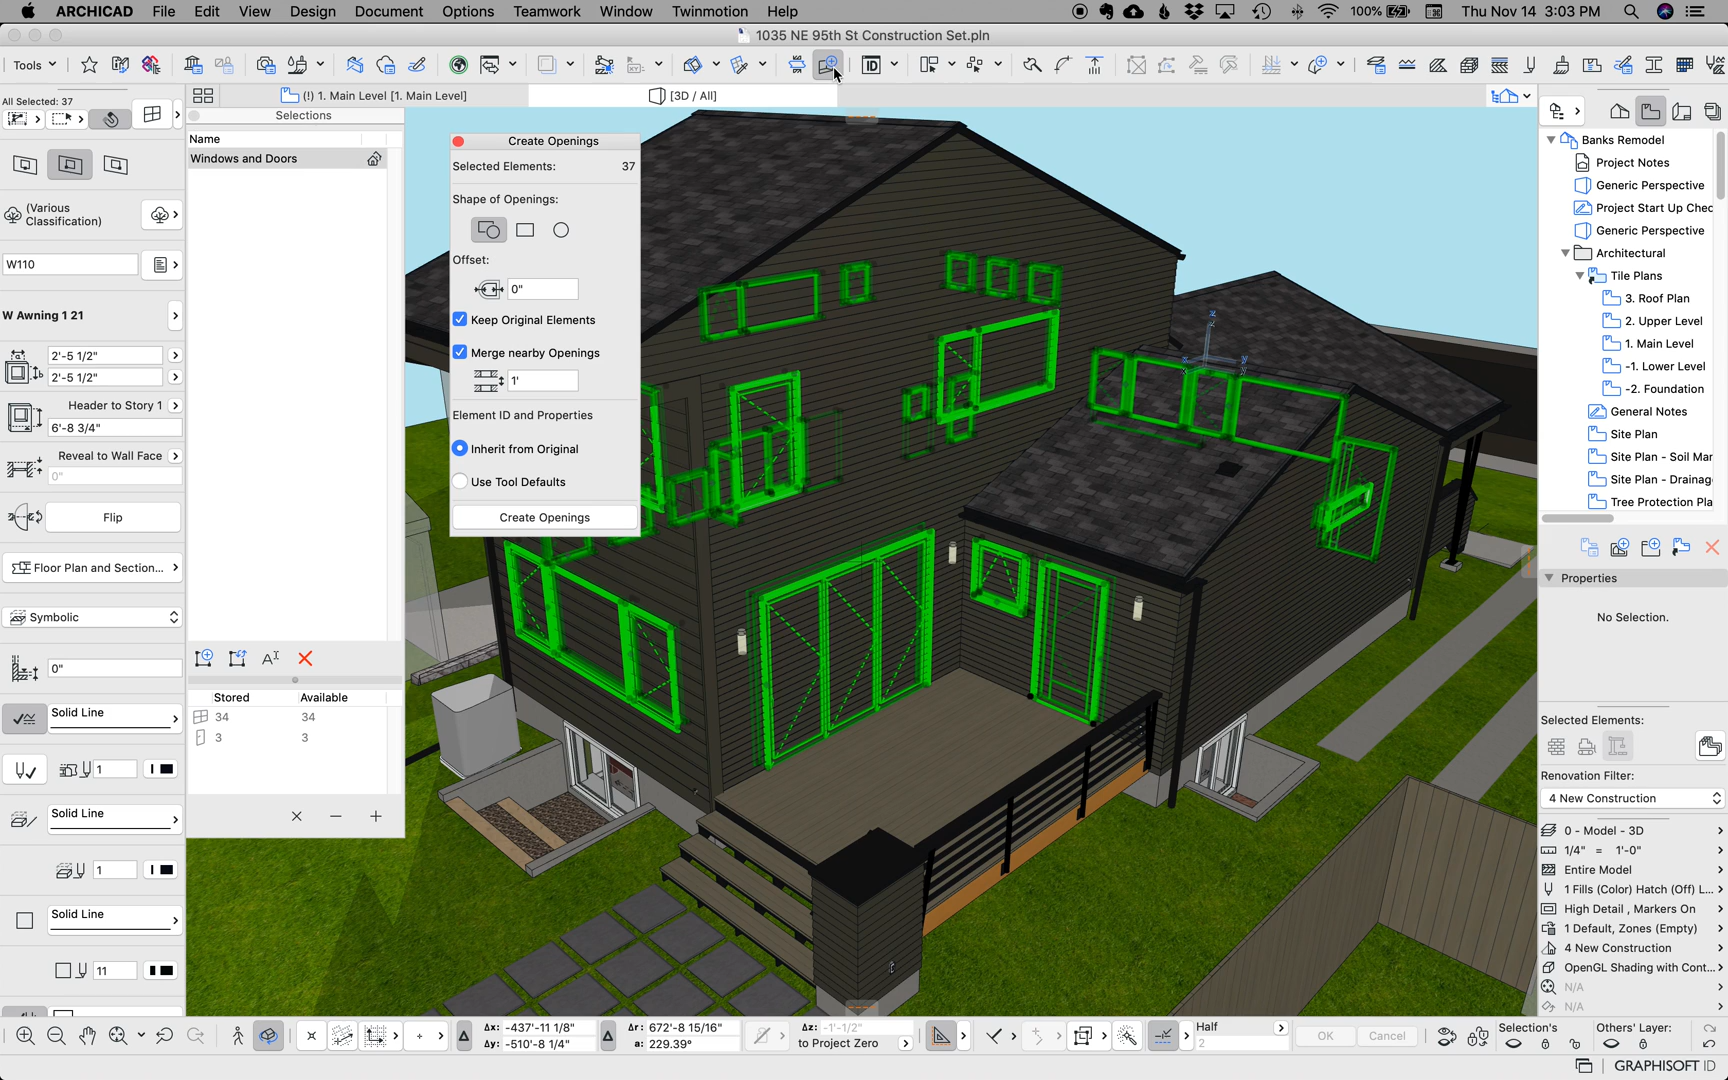 ARCHICAD File Edit View Design Document Options Teamwork Window Twinmotion Help
100% Thu Nov 14 3:03 PM
1035 NE 95th St Construction Set.pln
Tools
ID
All Selected: 37
(!) 1. Main Level [1. Main Level]
[3D / All]
Selections
Name
Windows and Doors
(Various
Classification)
W110
W Awning 1 21
2'-5 1/2"
2'-5 1/2"
Header to Story 1
6'-8 3/4"
Reveal to Wall Face
0"
Flip
Floor Plan and Section...
Symbolic
0"
Solid Line
1
Solid Line
1
Solid Line
11
Stored Available
34 34
3 3
Create Openings
Selected Elements: 37
Shape of Openings:
Offset:
0"
Keep Original Elements
Merge nearby Openings
1'
Element ID and Properties
Inherit from Original
Use Tool Defaults
Create Openings
Banks Remodel
Project Notes
Generic Perspective
Project Start Up Chec
Generic Perspective
Architectural
Tile Plans
3. Roof Plan
2. Upper Level
1. Main Level
-1. Lower Level
-2. Foundation
General Notes
Site Plan
Site Plan - Soil Mar
Site Plan - Drainag
Tree Protection Pla
Properties
No Selection.
Selected Elements:
Renovation Filter:
4 New Construction
0 - Model - 3D
1/4" = 1'-0"
Entire Model
1 Fills (Color) Hatch (Off) L...
High Detail , Markers On
1 Default, Zones (Empty)
4 New Construction
OpenGL Shading with Cont...
N/A
N/A
Δx: -437'-11 1/8"
Δy: -510'-8 1/4"
Δr: 672'-8 15/16"
a: 229.39°
Δz: -1'-1/2"
to Project Zero
Half
2
OK Cancel
Selection's
Others' Layer:
GRAPHISOFT ID